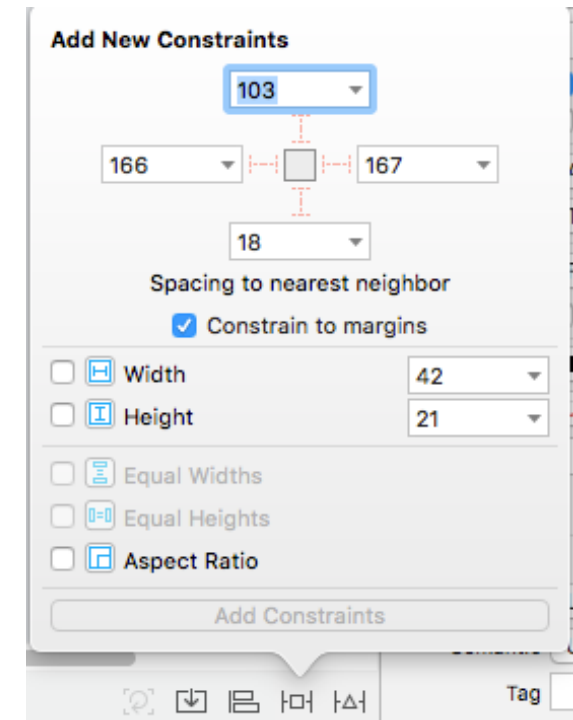 Add New Constraints
103
166 167
18
Spacing to nearest neighbor
Constrain to margins
Width 42
Height 21
Equal Widths
Equal Heights
Aspect Ratio
Add Constraints
Tag